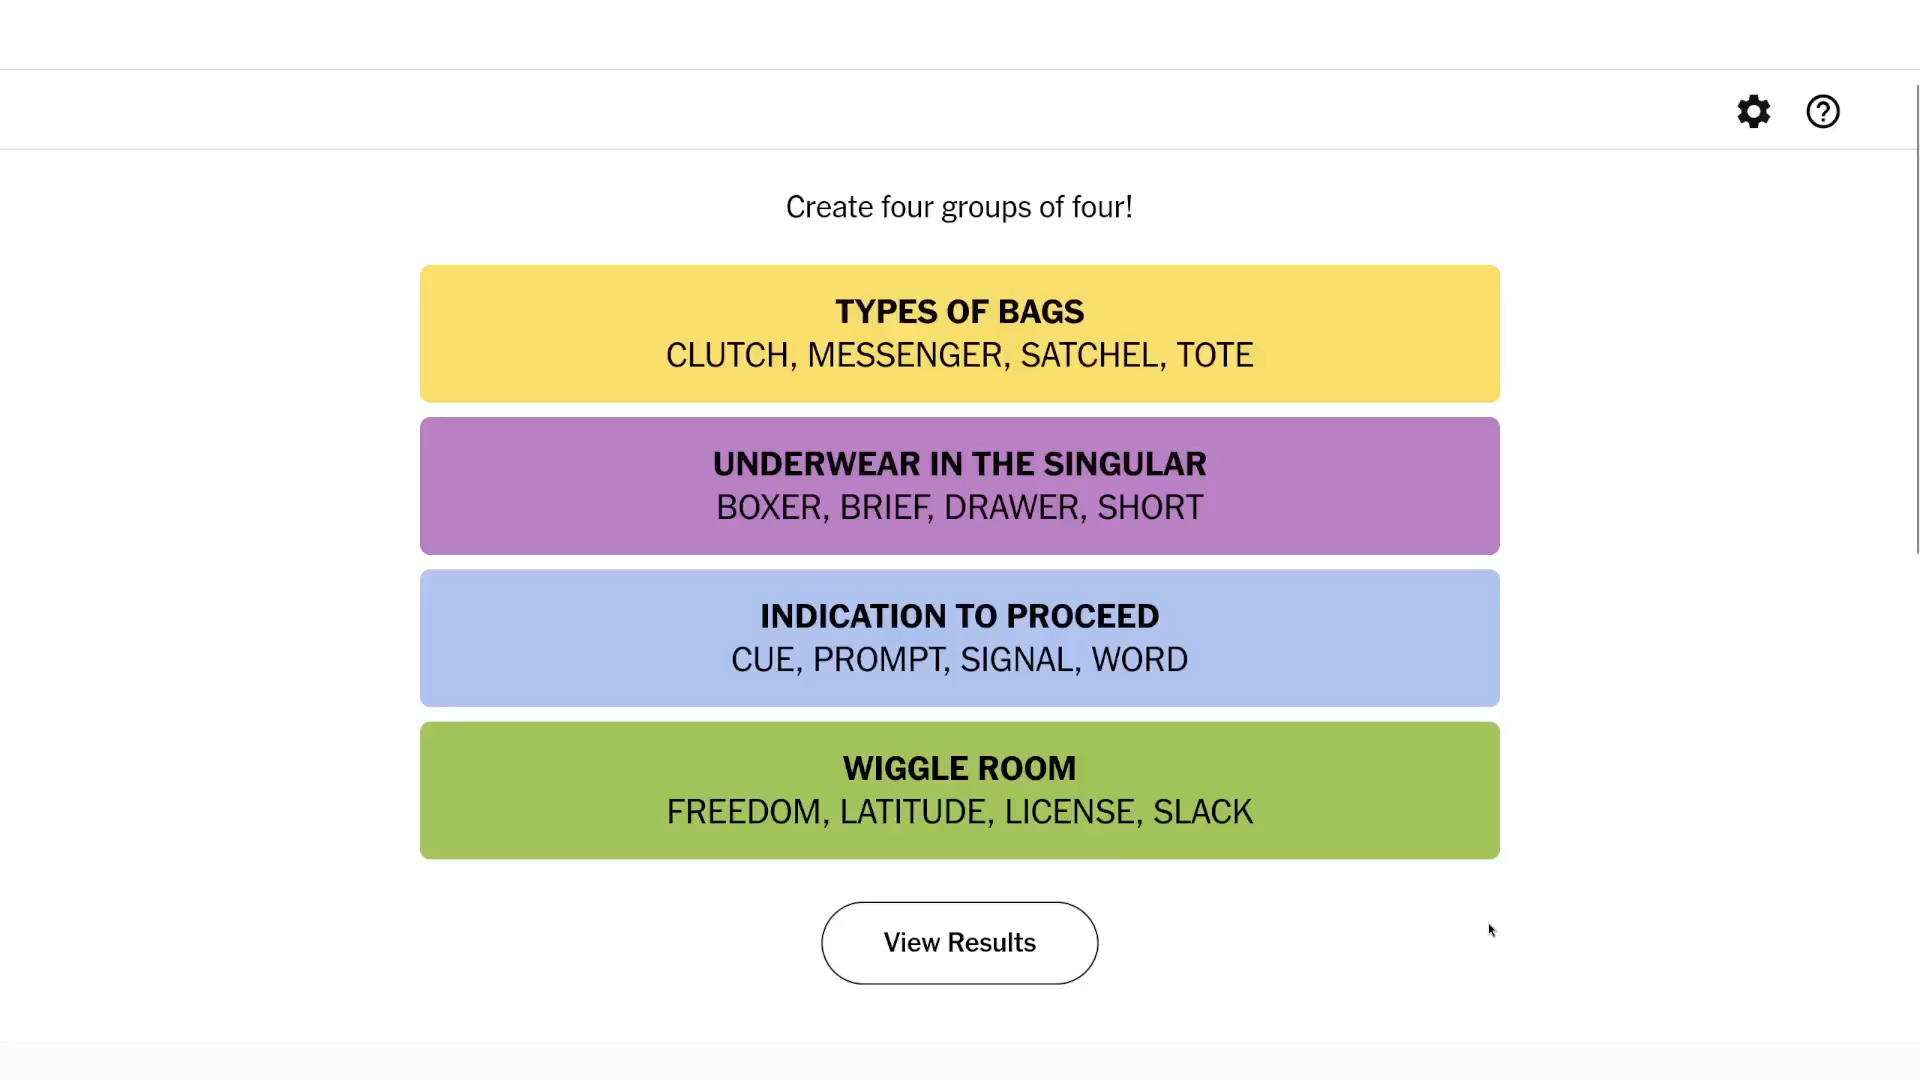 Create four groups of four!
TYPES OF BAGS
CLUTCH, MESSENGER, SATCHEL, TOTE
UNDERWEAR IN THE SINGULAR
BOXER, BRIEF, DRAWER, SHORT
INDICATION TO PROCEED
CUE, PROMPT, SIGNAL, WORD
WIGGLE ROOM
FREEDOM, LATITUDE, LICENSE, SLACK
View Results